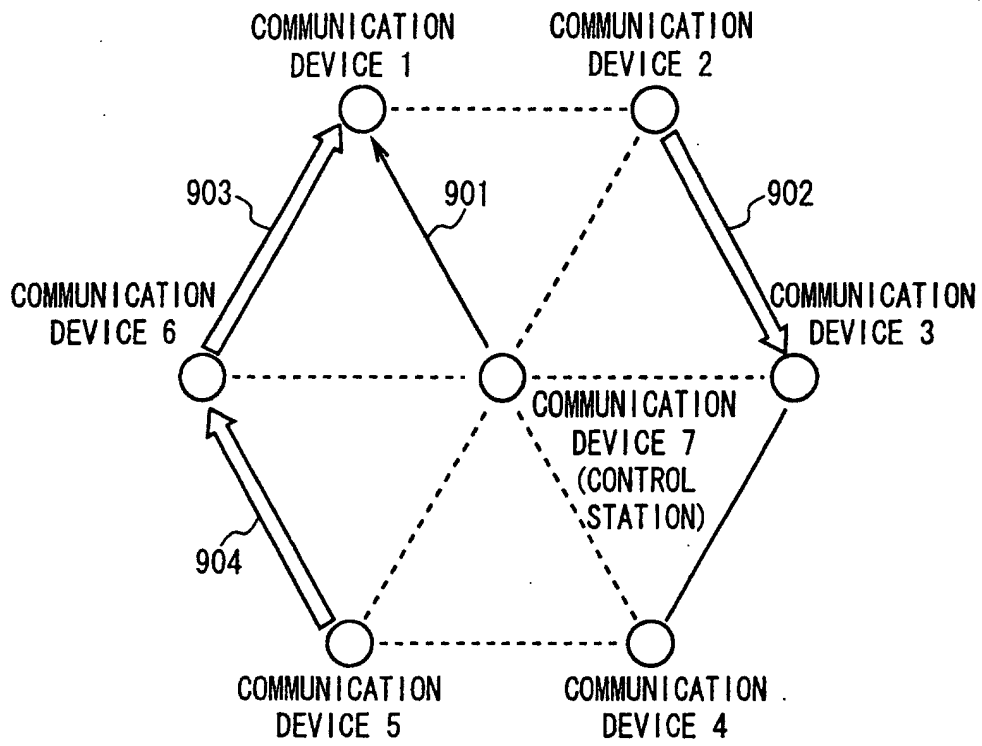 COMMUNICATION
DEVICE 1
COMMUNICATION
DEVICE 2
903
901
902
COMMUNICATION
DEVICE 6
COMMUNICATION
DEVICE 3
COMMUNICATION
DEVICE 7
(CONTROL
STATION)
904
COMMUNICATION
DEVICE 5
COMMUNICATION
DEVICE 4